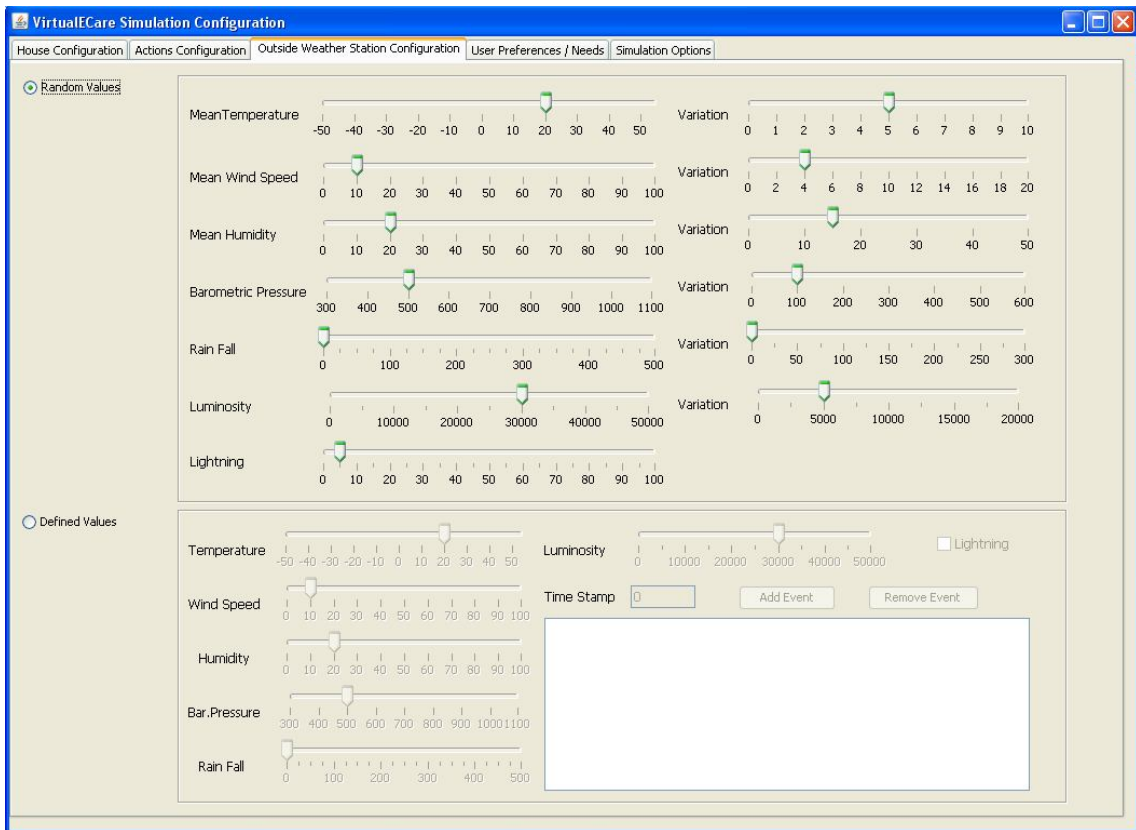 VirtualECare Simulation Configuration
House Configuration Actions Configuration Outside Weather Station Configuration User Preferences / Needs Simulation Options
Random Values
MeanTemperature
-50 -40 -30 -20 -10 0 10 20 30 40 50
Variation
0 1 2 3 4 5 6 7 8 9 10
Mean Wind Speed
0 10 20 30 40 50 60 70 80 90 100
Variation
0 2 4 6 8 10 12 14 16 18 20
Mean Humidity
0 10 20 30 40 50 60 70 80 90 100
Variation
0 10 20 30 40 50
Barometric Pressure
300 400 500 600 700 800 900 1000 1100
Variation
0 100 200 300 400 500 600
Rain Fall
0 100 200 300 400 500
Variation
0 50 100 150 200 250 300
Luminosity
0 10000 20000 30000 40000 50000
Variation
0 5000 10000 15000 20000
Lightning
0 10 20 30 40 50 60 70 80 90 100
Defined Values
Temperature
-50 -40 -30 -20 -10 0 10 20 30 40 50
Luminosity
0 10000 20000 30000 40000 50000
Lightning
Wind Speed
0 10 20 30 40 50 60 70 80 90 100
Time Stamp 0 Add Event Remove Event
Humidity
0 10 20 30 40 50 60 70 80 90 100
Bar.Pressure
300 400 500 600 700 800 900 1000 1100
Rain Fall
0 100 200 300 400 500